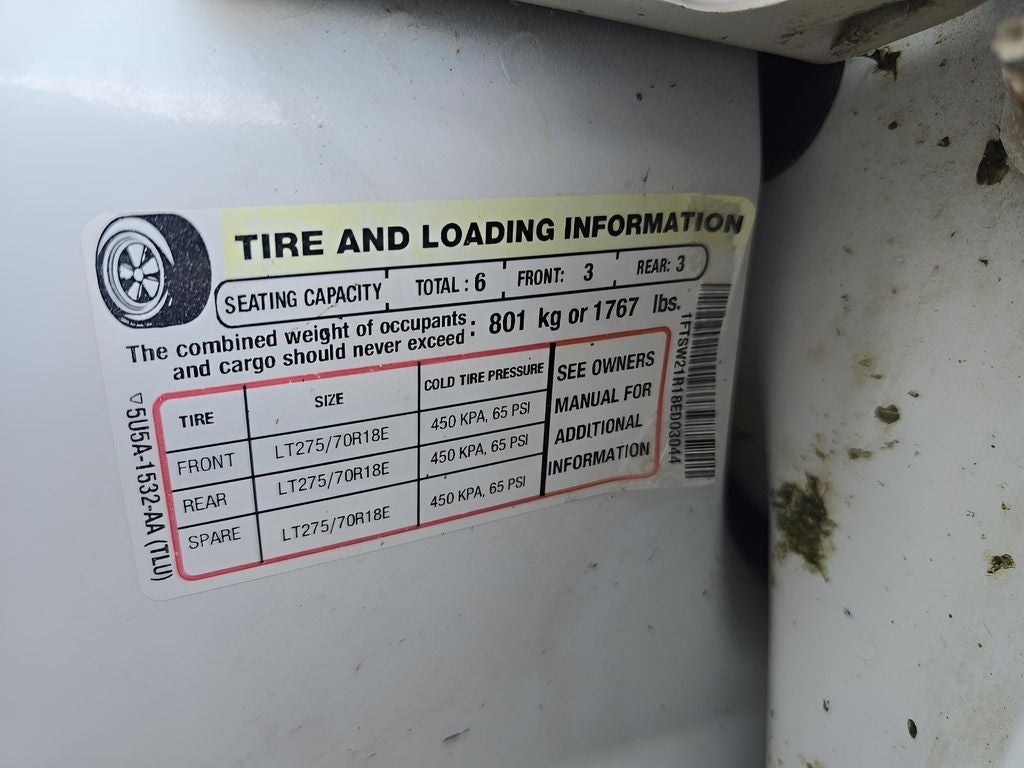 TIRE AND LOADING INFORMATION
SEATING CAPACITY TOTAL : 6 FRONT: 3 REAR: 3
The combined weight of occupants
and cargo should never exceed : 801 kg or 1767 lbs.
TIRE SIZE COLD TIRE PRESSURE
FRONT LT275/70R18E 450 KPA, 65 PSI
REAR LT275/70R18E 450 KPA, 65 PSI
SPARE LT275/70R18E 450 KPA, 65 PSI
SEE OWNERS
MANUAL FOR
ADDITIONAL
INFORMATION
▽5U5A-1532-AA (TLU)
1FTSW21R18ED03044